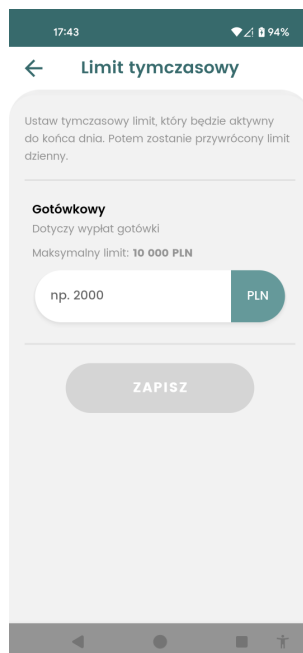 17:43
94%
Limit tymczasowy
Ustaw tymczasowy limit, który będzie aktywny
do końca dnia. Potem zostanie przywrócony limit
dzienny.
Gotówkowy
Dotyczy wypłat gotówki
Maksymalny limit: 10 000 PLN
np. 2000
PLN
ZAPISZ